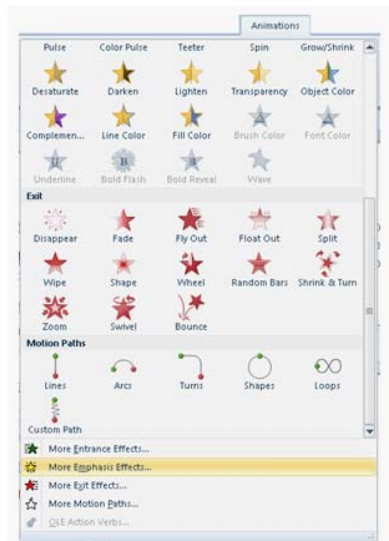 Animations
Pulse Color Pulse Teeter Spin Grow/Shrink
Desaturate Darken Lighten Transparency Object Color
Complemen... Line Color Fill Color Brush Color Font Color
Underline Bold Flash Bold Reveal Wave
Exit
Disappear Fade Fly Out Float Out Split
Wipe Shape Wheel Random Bars Shrink & Turn
Zoom Swivel Bounce
Motion Paths
Lines Arcs Turns Shapes Loops
Custom Path
More Entrance Effects...
More Emphasis Effects...
More Exit Effects...
More Motion Paths...
OLE Action Verbs...